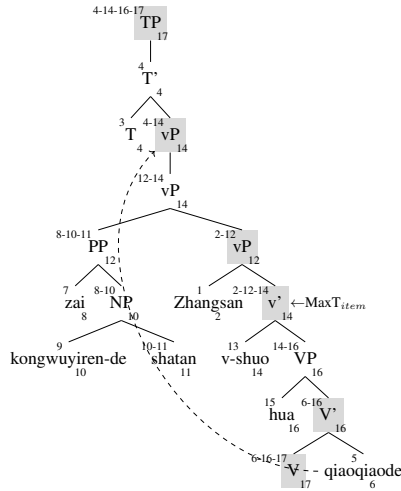 4-14-16-17 TP 17
4 T' 4
3 T 4 4-14 vP 14
12-14 vP 14
8-10-11 PP 12 2-12 vP 12
7 zai 8 8-10 NP 10 1 Zhangsan 2 2-12-14 v' 14 ←MaxT_item
9 kongwuyiren-de 10 10-11 shatan 11 13 v-shuo 14 14-16 VP 16
15 hua 16 6-16 V' 16
6-16-17 V 17 5 qiaoqiaode 6